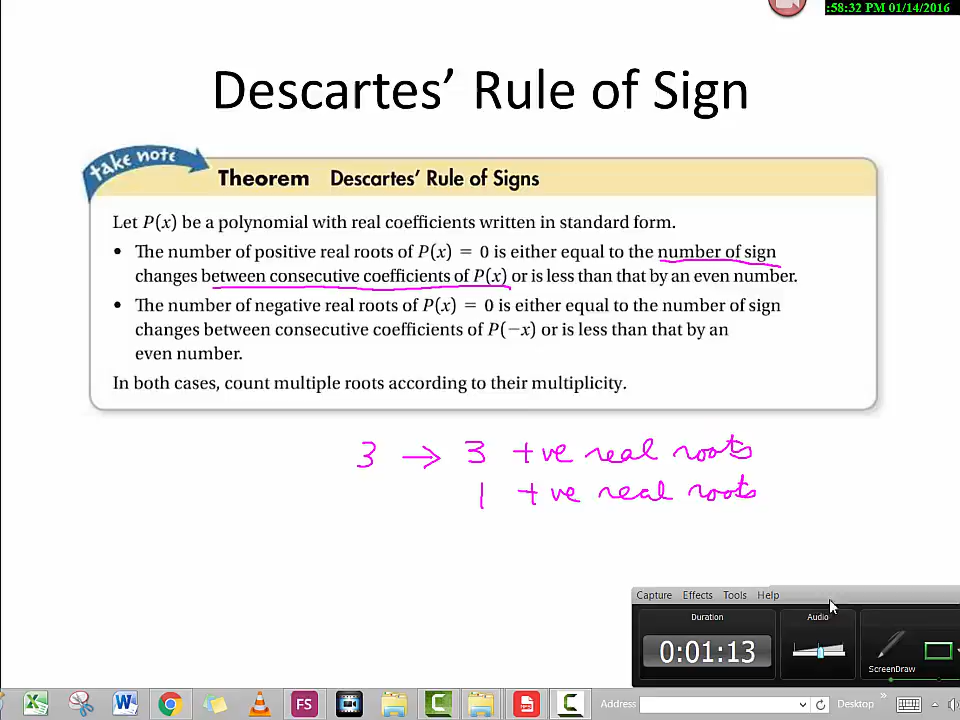 :58:32 PM 01/14/2016
Descartes’ Rule of Sign
take note
Theorem Descartes’ Rule of Signs
Let P(x) be a polynomial with real coefficients written in standard form.
• The number of positive real roots of P(x) = 0 is either equal to the number of sign
changes between consecutive coefficients of P(x) or is less than that by an even number.
• The number of negative real roots of P(x) = 0 is either equal to the number of sign
changes between consecutive coefficients of P(−x) or is less than that by an
even number.
In both cases, count multiple roots according to their multiplicity.
3 → 3 +ve real roots
1 +ve real roots
Capture Effects Tools Help
Duration Audio
0:01:13
ScreenDraw
FS
Address Desktop »